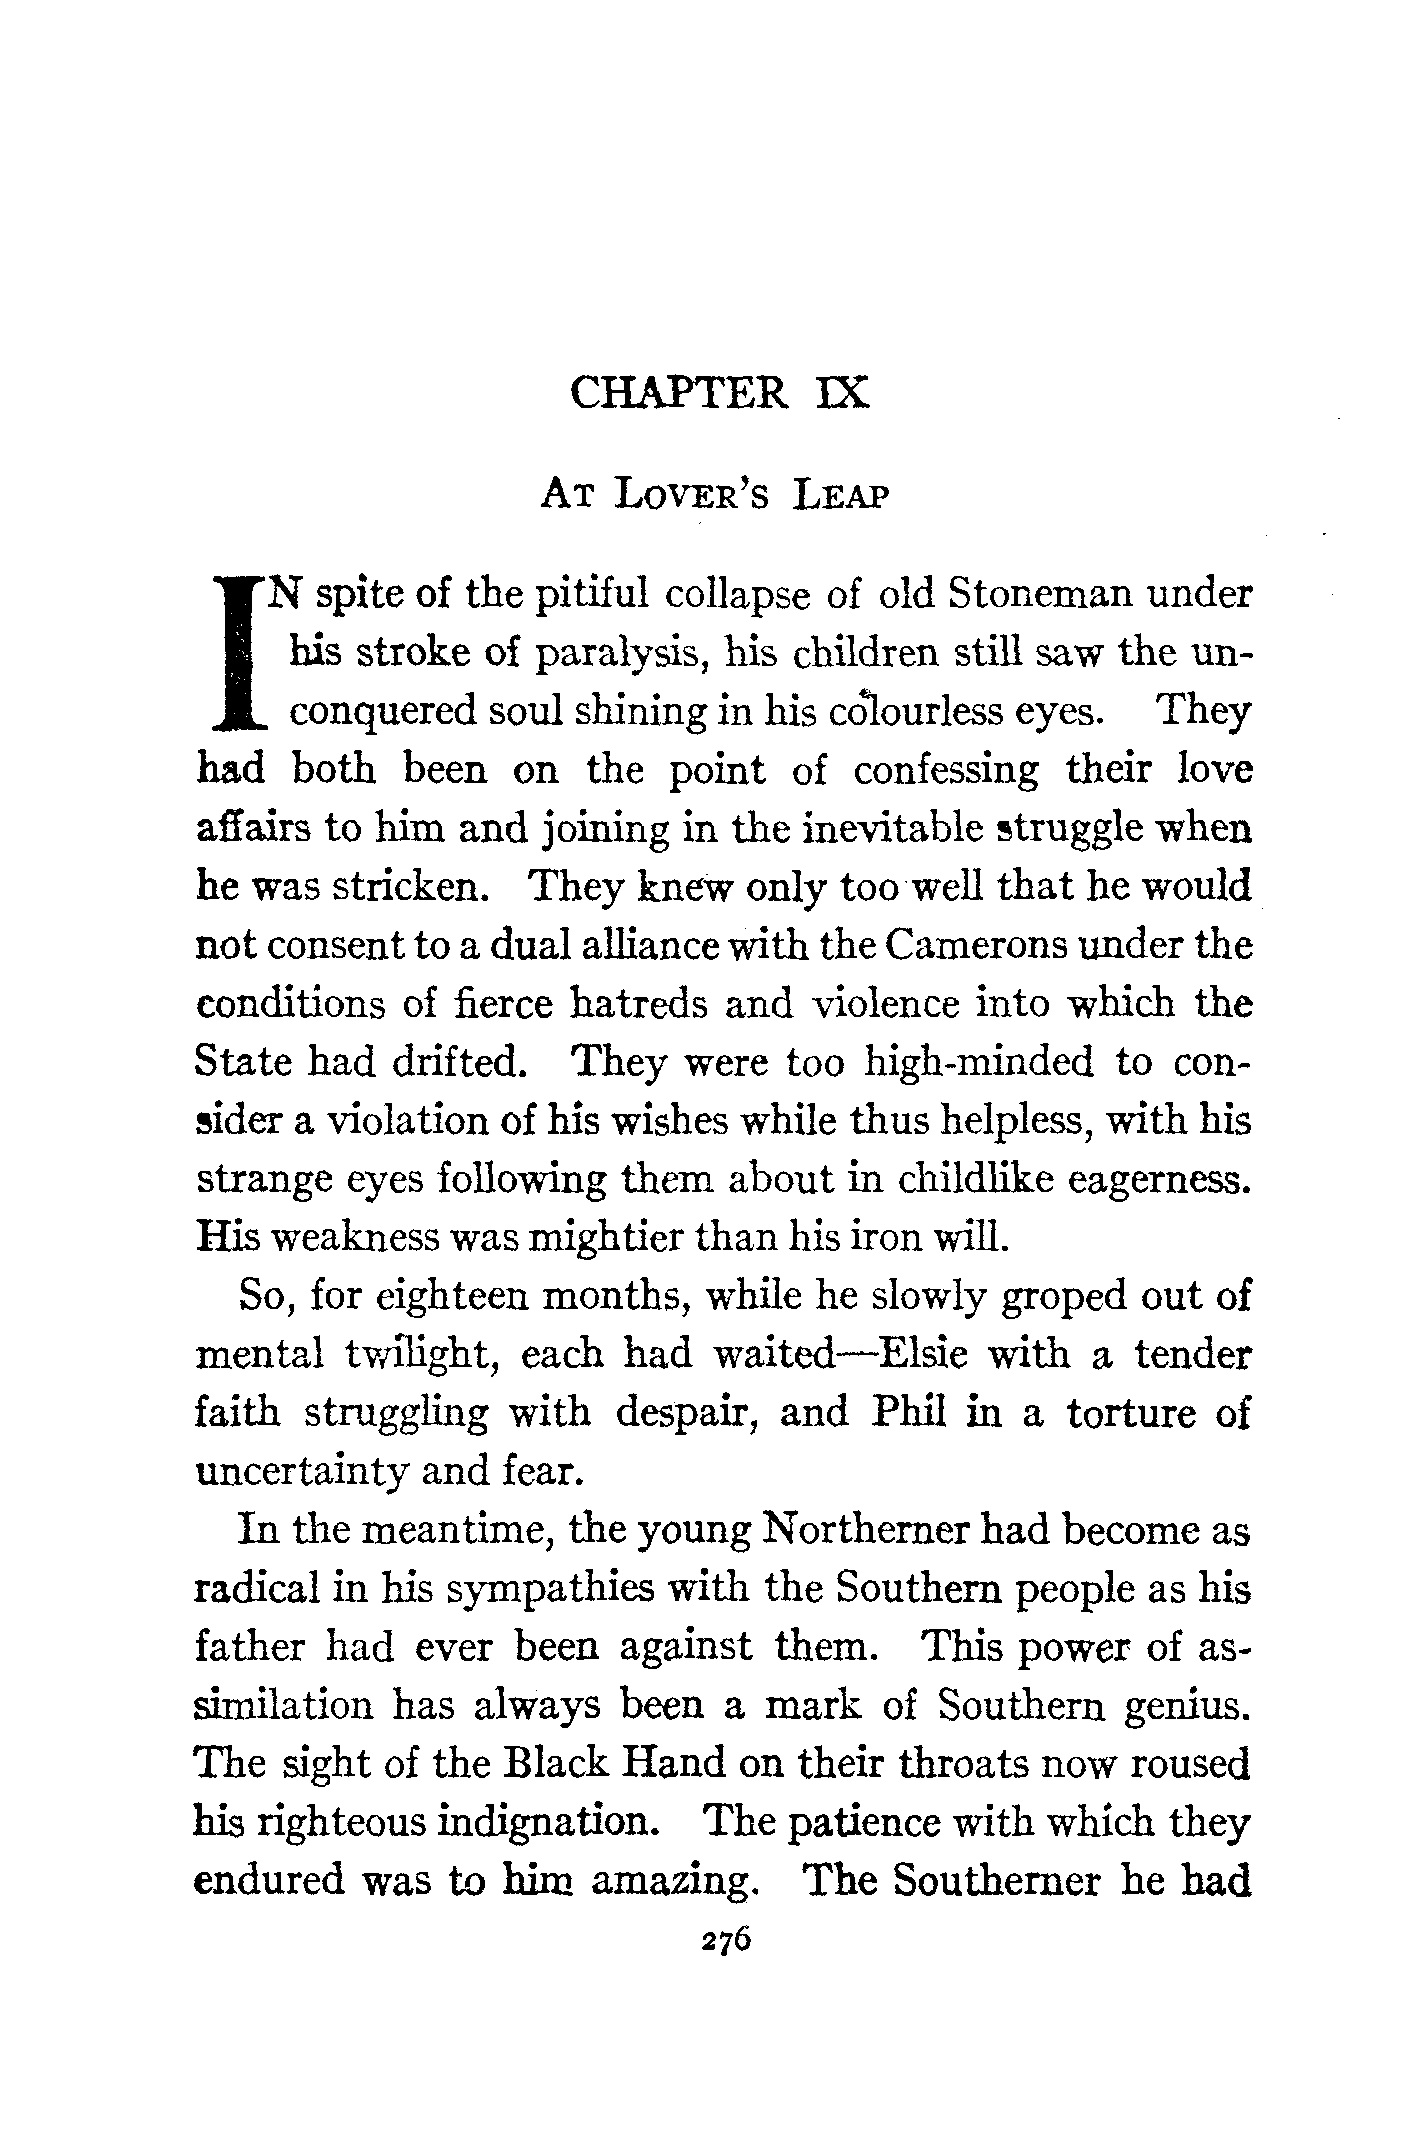 CHAPTER IX
At Lover's Leap
IN spite of the pitiful collapse of old Stoneman under
his stroke of paralysis, his children still saw the un-
conquered soul shining in his colourless eyes. They
had both been on the point of confessing their love
affairs to him and joining in the inevitable struggle when
he was stricken. They knew only too well that he would
not consent to a dual alliance with the Camerons under the
conditions of fierce hatreds and violence into which the
State had drifted. They were too high-minded to con-
sider a violation of his wishes while thus helpless, with his
strange eyes following them about in childlike eagerness.
His weakness was mightier than his iron will.
So, for eighteen months, while he slowly groped out of
mental twilight, each had waited—Elsie with a tender
faith struggling with despair, and Phil in a torture of
uncertainty and fear.
In the meantime, the young Northerner had become as
radical in his sympathies with the Southern people as his
father had ever been against them. This power of as-
similation has always been a mark of Southern genius.
The sight of the Black Hand on their throats now roused
his righteous indignation. The patience with which they
endured was to him amazing. The Southerner he had
276